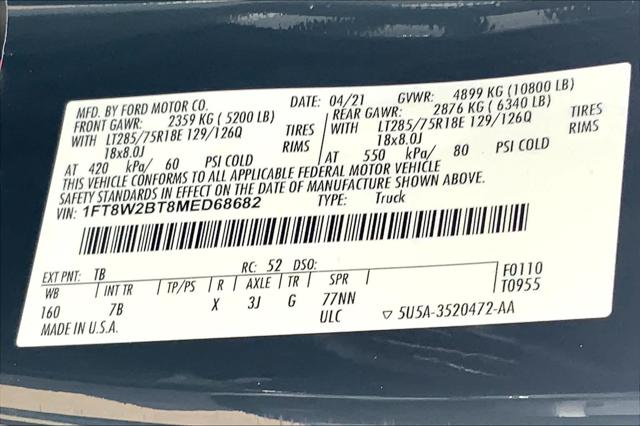 MFD. BY FORD MOTOR CO. DATE: 04/21 GVWR: 4899 KG (10800 LB)
FRONT GAWR: 2359 KG ( 5200 LB) REAR GAWR: 2876 KG ( 6340 LB)
WITH LT285/75R18E 129/126Q TIRES WITH LT285/75R18E 129/126Q TIRES
18x8.0J RIMS 18x8.0J RIMS
AT 420 kPa/ 60 PSI COLD AT 550 kPa/ 80 PSI COLD
THIS VEHICLE CONFORMS TO ALL APPLICABLE FEDERAL MOTOR VEHICLE
SAFETY STANDARDS IN EFFECT ON THE DATE OF MANUFACTURE SHOWN ABOVE.
VIN: 1FT8W2BT8MED68682 TYPE: Truck
EXT PNT: TB RC: 52 DSO: F0110
WB INT TR TP/PS R AXLE TR SPR T0955
160 7B X 3J G 77NN
ULC ▽ 5U5A-3520472-AA
MADE IN U.S.A.